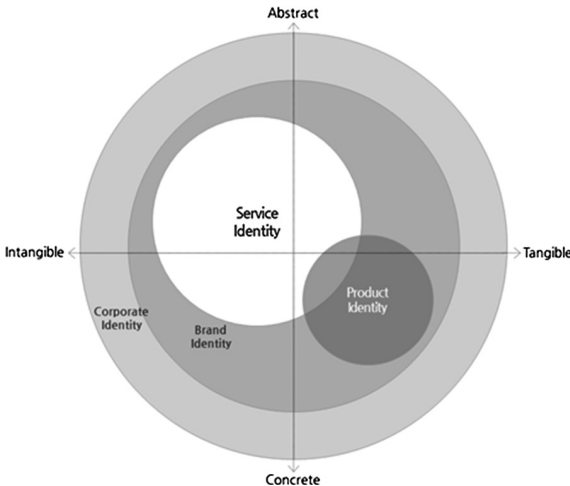 Abstract
Service
Identity
Intangible
Tangible
Product
Identity
Corporate
Identity
Brand
Identity
Concrete